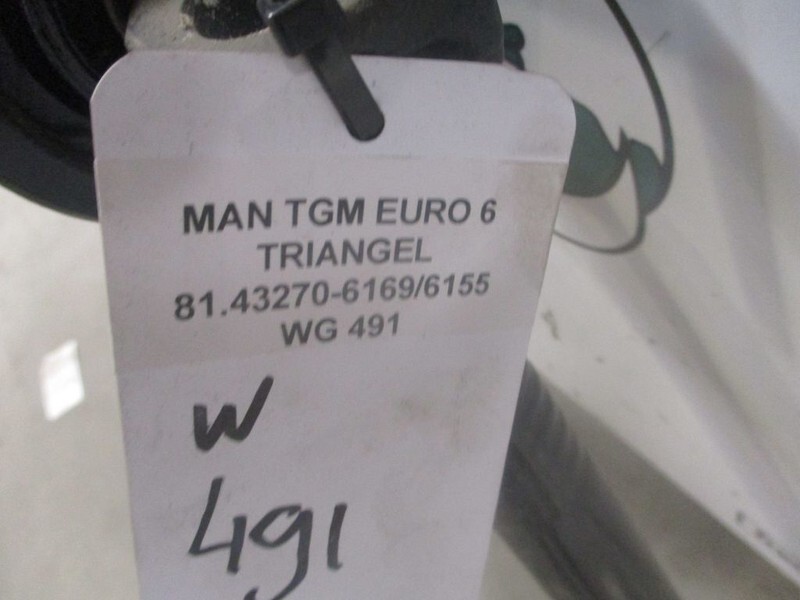 MAN TGM EURO 6
TRIANGEL
81.43270-6169/6155
WG 491
W
491